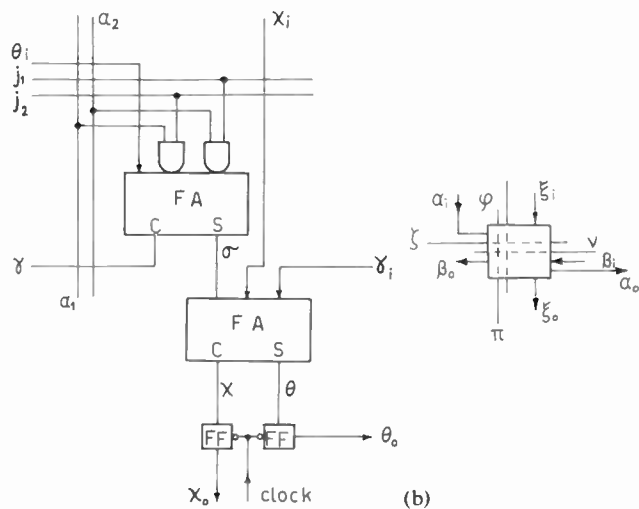 α₂ χᵢ
θᵢ
j₁
j₂
FA
C S
γ σ γᵢ
α₁
FA
C S
χ θ
FF FF θₒ
χₒ clock
αᵢ φ ξᵢ
ζ ν
βₒ βᵢ
αₒ
π ξₒ
(b)